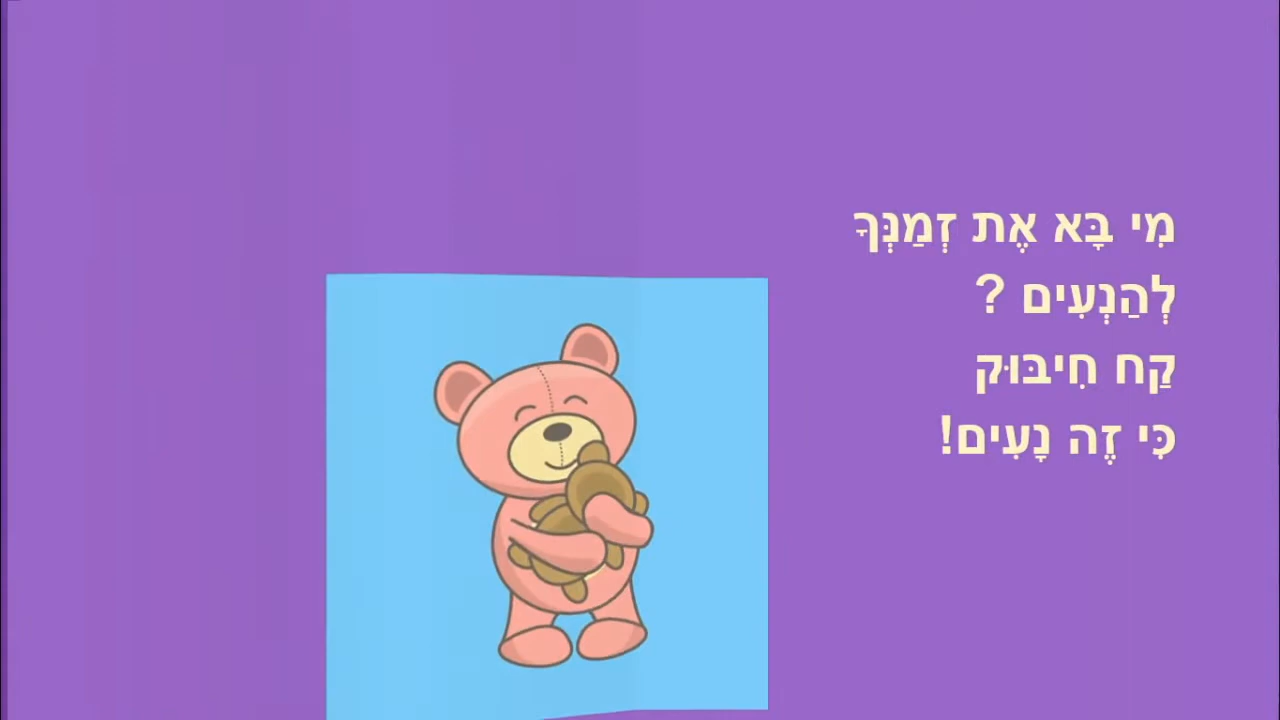 מִי בָּא אֶת זְמַנְּךָ
לְהַנְעִים ?
קַח חִיבּוּק
כִּי זֶה נָעִים!